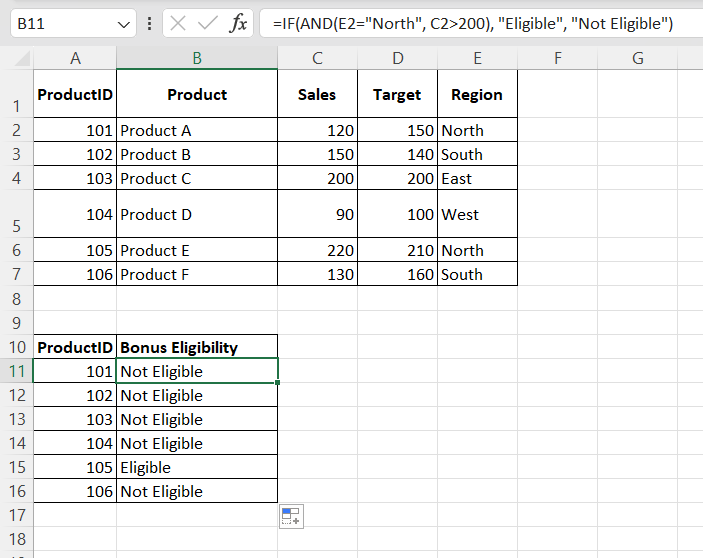 B11 fx =IF(AND(E2="North", C2>200), "Eligible", "Not Eligible")
A B C D E F G
1 ProductID Product Sales Target Region
2 101 Product A 120 150 North
3 102 Product B 150 140 South
4 103 Product C 200 200 East
5 104 Product D 90 100 West
6 105 Product E 220 210 North
7 106 Product F 130 160 South
8
9
10 ProductID Bonus Eligibility
11 101 Not Eligible
12 102 Not Eligible
13 103 Not Eligible
14 104 Not Eligible
15 105 Eligible
16 106 Not Eligible
17
18